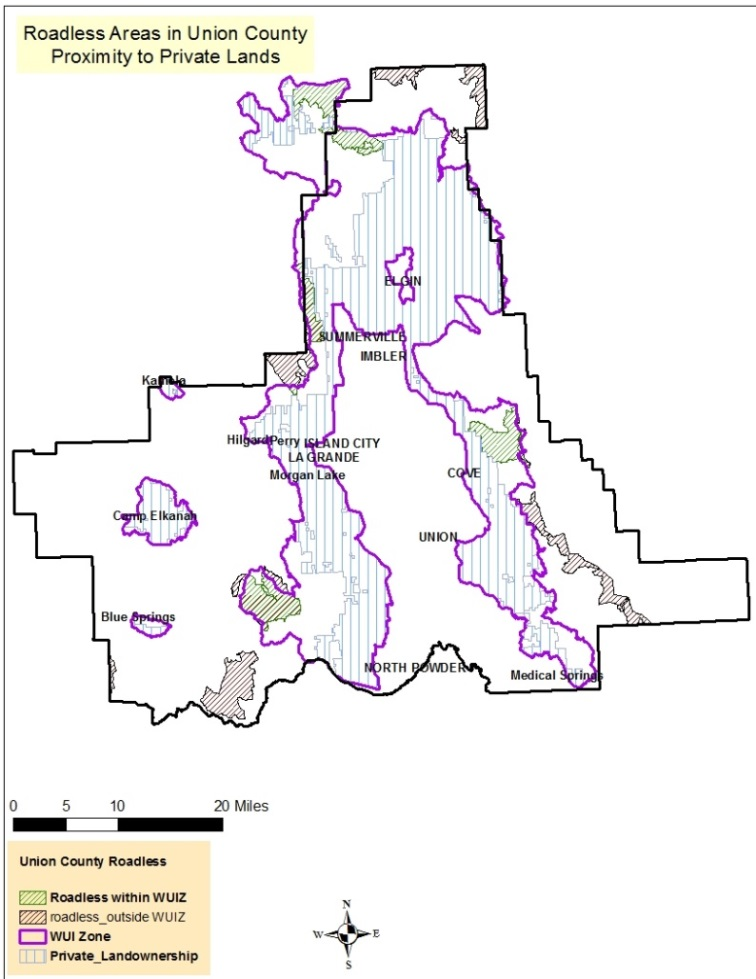 Roadless Areas in Union County
Proximity to Private Lands
ELGIN
SUMMERVILLE
IMBLER
Kamela
Hilgard Perry ISLAND CITY
LA GRANDE
Morgan Lake
COVE
Camp Elkanah
UNION
Blue Springs
NORTH POWDER
Medical Springs
0 5 10 20 Miles
Union County Roadless
Roadless within WUIZ
roadless_outside WUIZ
WUI Zone
Private_Landownership
N
W E
S